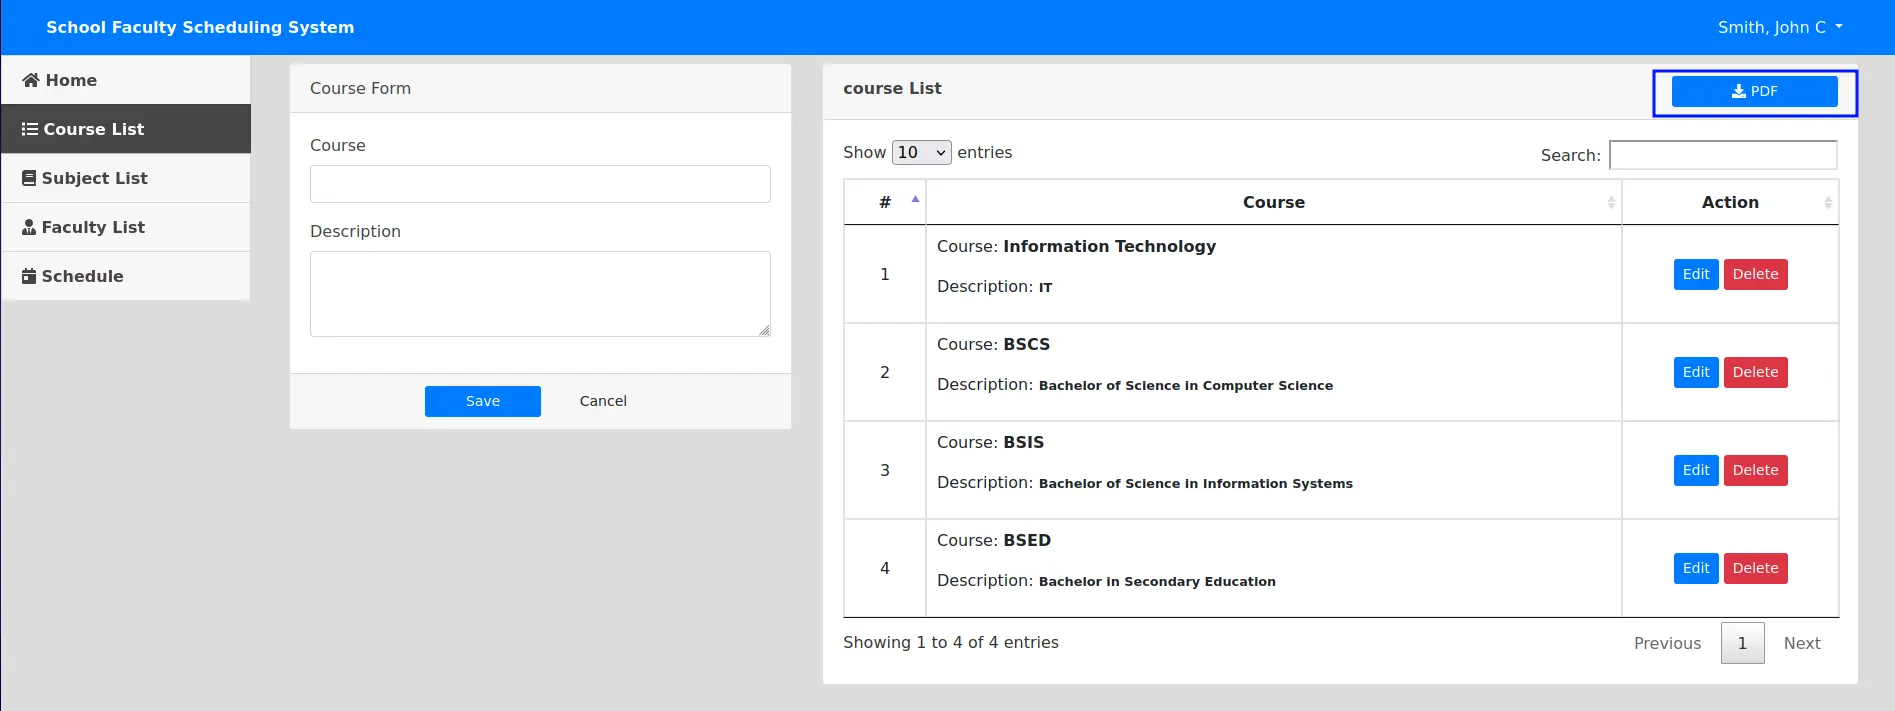 School Faculty Scheduling System
Smith, John C
Home
Course List
Subject List
Faculty List
Schedule
Course Form
Course
Description
Save Cancel
course List
PDF
Show 10 entries
Search:
# Course Action
1
Course: Information Technology
Description: IT
Edit Delete
2
Course: BSCS
Description: Bachelor of Science in Computer Science
Edit Delete
3
Course: BSIS
Description: Bachelor of Science in Information Systems
Edit Delete
4
Course: BSED
Description: Bachelor in Secondary Education
Edit Delete
Showing 1 to 4 of 4 entries
Previous 1 Next